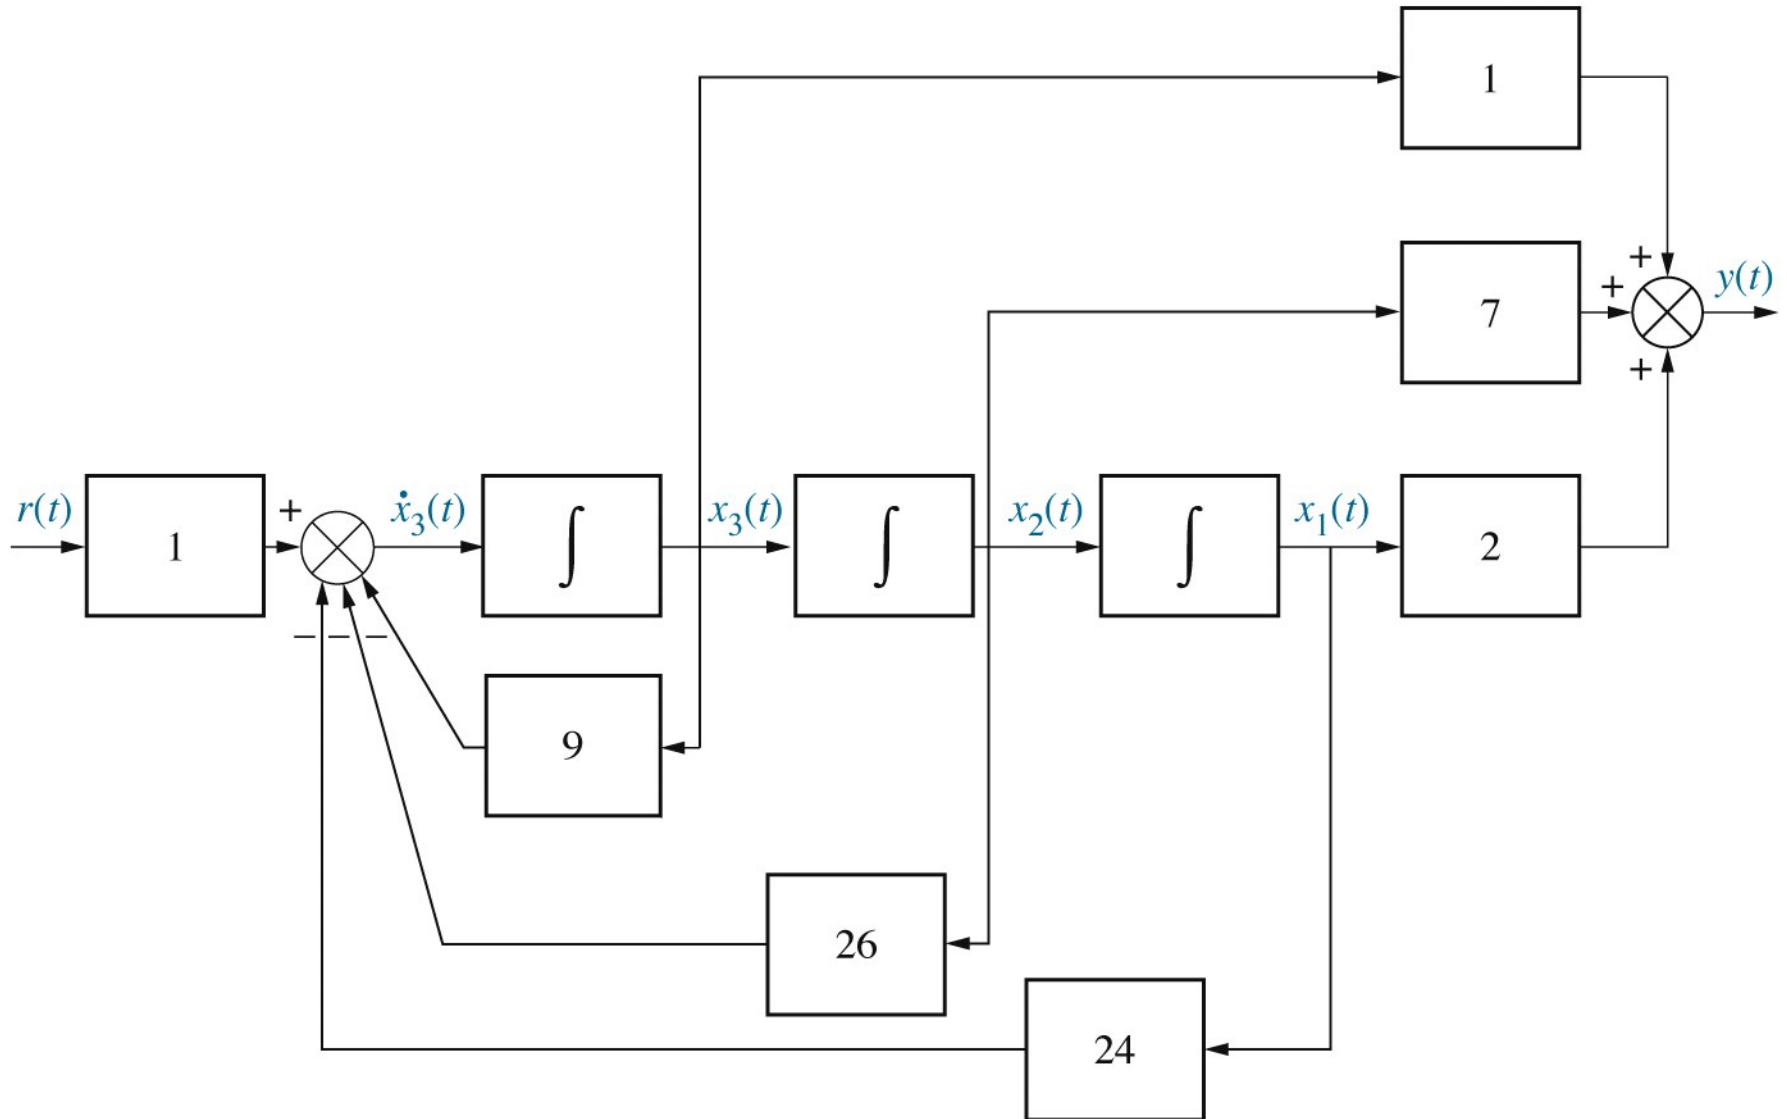 1
+
7
+
y(t)
+
r(t)
1
+
ẋ₃(t)
∫
x₃(t)
∫
x₂(t)
∫
x₁(t)
2
− − −
9
26
24